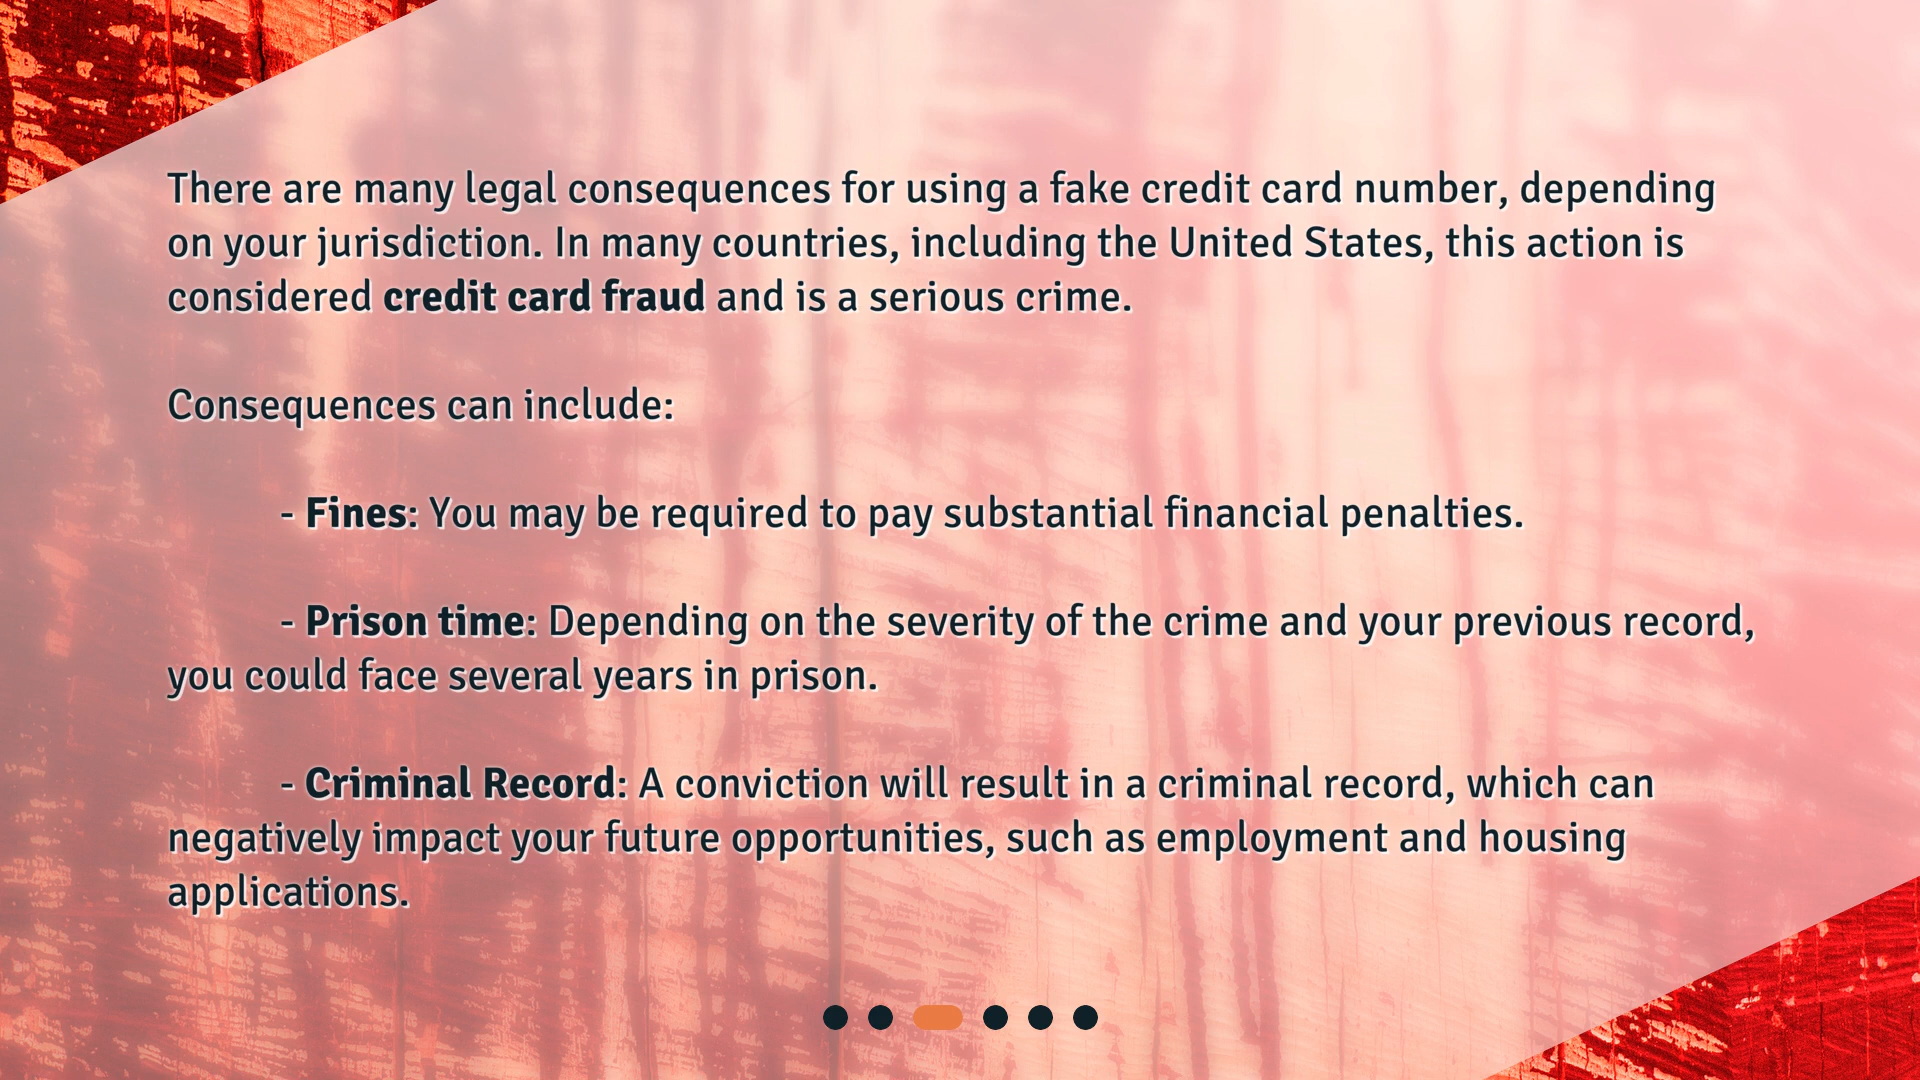 There are many legal consequences for using a fake credit card number, depending
on your jurisdiction. In many countries, including the United States, this action is
considered credit card fraud and is a serious crime.
Consequences can include:
- Fines: You may be required to pay substantial financial penalties.
- Prison time: Depending on the severity of the crime and your previous record,
you could face several years in prison.
- Criminal Record: A conviction will result in a criminal record, which can
negatively impact your future opportunities, such as employment and housing
applications.